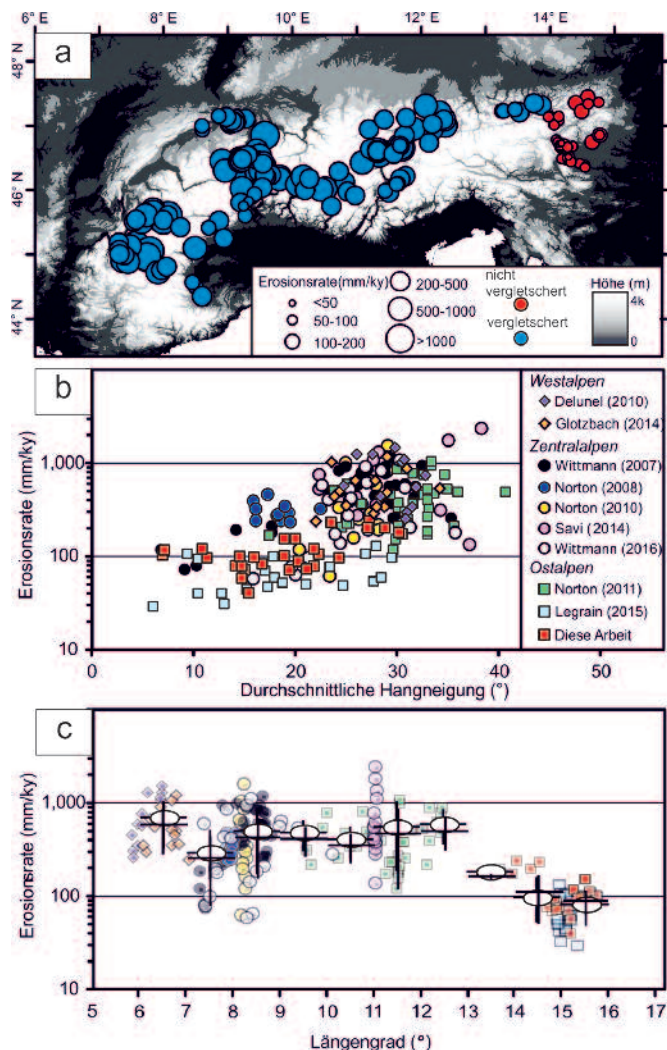 6° E 8° E 10° E 12° E 14° E
a
48° N
46° N
44° N
48° N
46° N
44° N
Erosionsrate(mm/ky)
<50
50-100
100-200
200-500
500-1000
>1000
nicht
vergletschert
vergletschert
Höhe (m)
4k
0
b
Erosionsrate (mm/ky)
1,000
100
10
0 10 20 30 40 50
Durchschnittliche Hangneigung (°)
Westalpen
Delunel (2010)
Glotzbach (2014)
Zentralalpen
Wittmann (2007)
Norton (2008)
Norton (2010)
Savi (2014)
Wittmann (2016)
Ostalpen
Norton (2011)
Legrain (2015)
Diese Arbeit
c
Erosionsrate (mm/ky)
1,000
100
10
5 6 7 8 9 10 11 12 13 14 15 16 17
Längengrad (°)